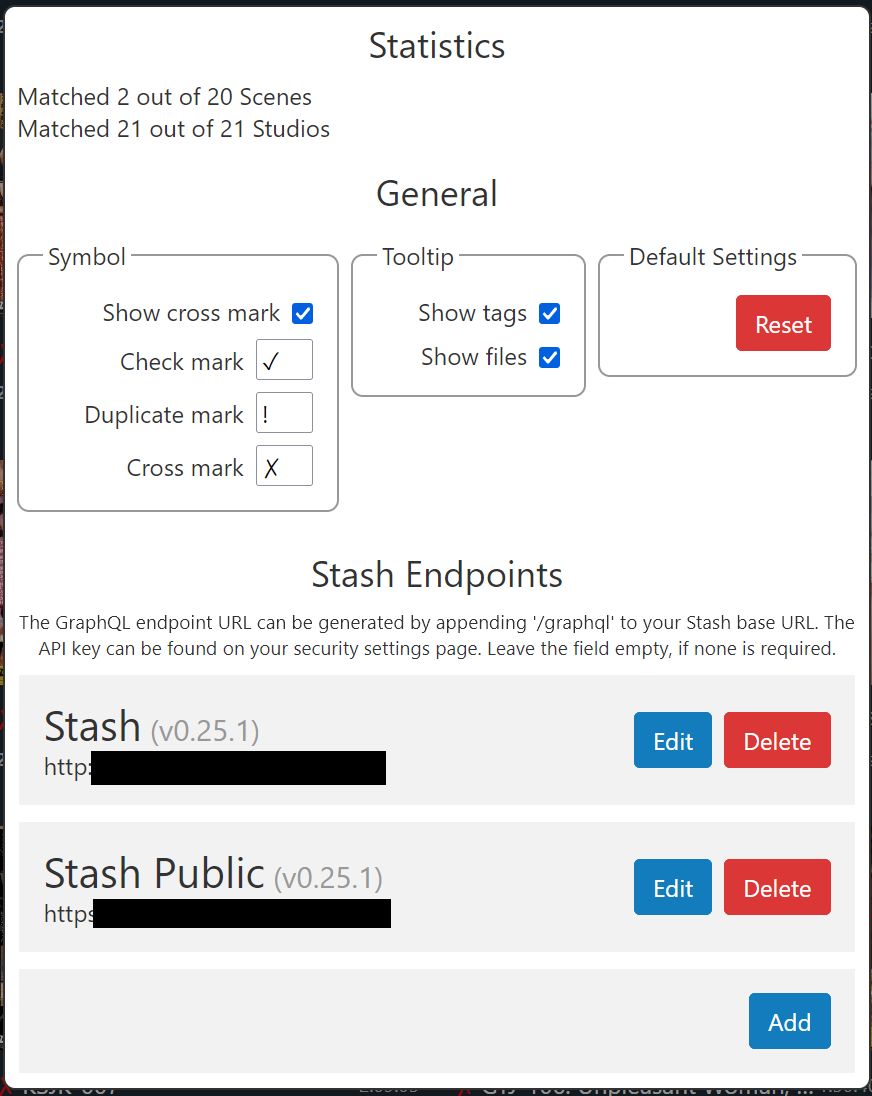 Statistics
Matched 2 out of 20 Scenes
Matched 21 out of 21 Studios
General
Symbol
Show cross mark
Check mark ✓
Duplicate mark !
Cross mark ✗
Tooltip
Show tags
Show files
Default Settings
Reset
Stash Endpoints
The GraphQL endpoint URL can be generated by appending '/graphql' to your Stash base URL. The
API key can be found on your security settings page. Leave the field empty, if none is required.
Stash (v0.25.1)
http:
Edit Delete
Stash Public (v0.25.1)
https
Edit Delete
Add